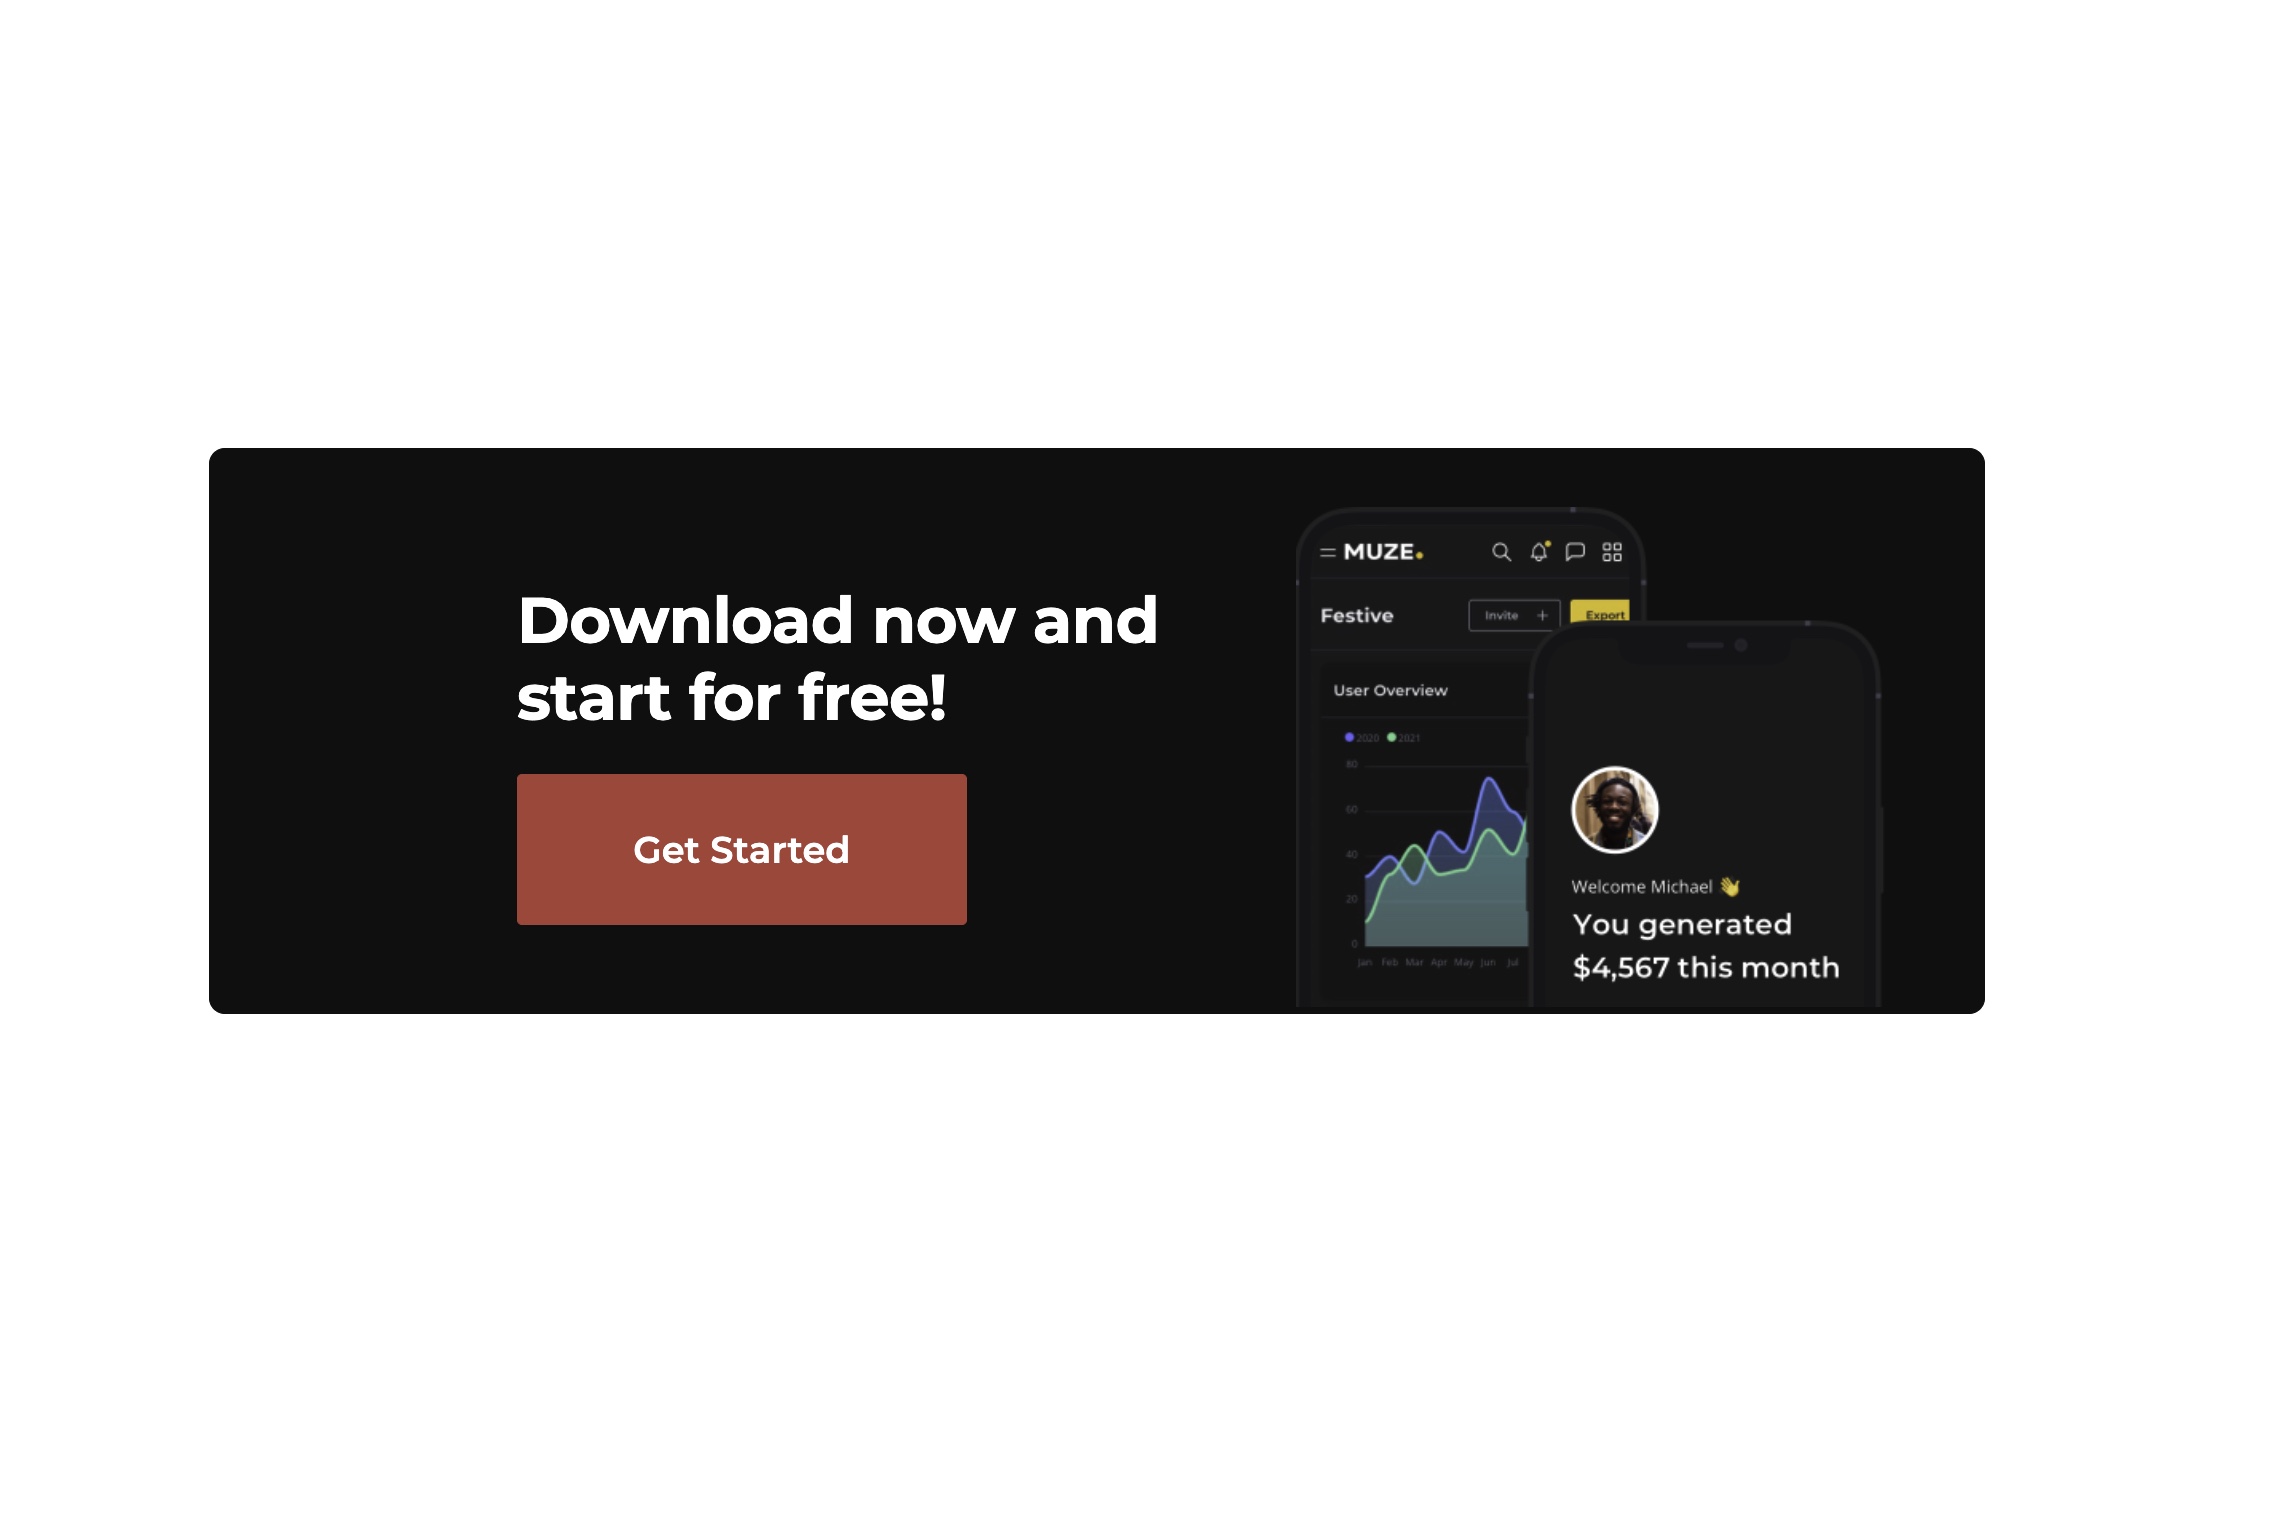 Download now and
start for free!
Get Started
MUZE.
Festive
Invite +
Export
User Overview
2020 2021
80
60
40
20
0
Jan Feb Mar Apr May Jun Jul
Welcome Michael 👋
You generated
$4,567 this month